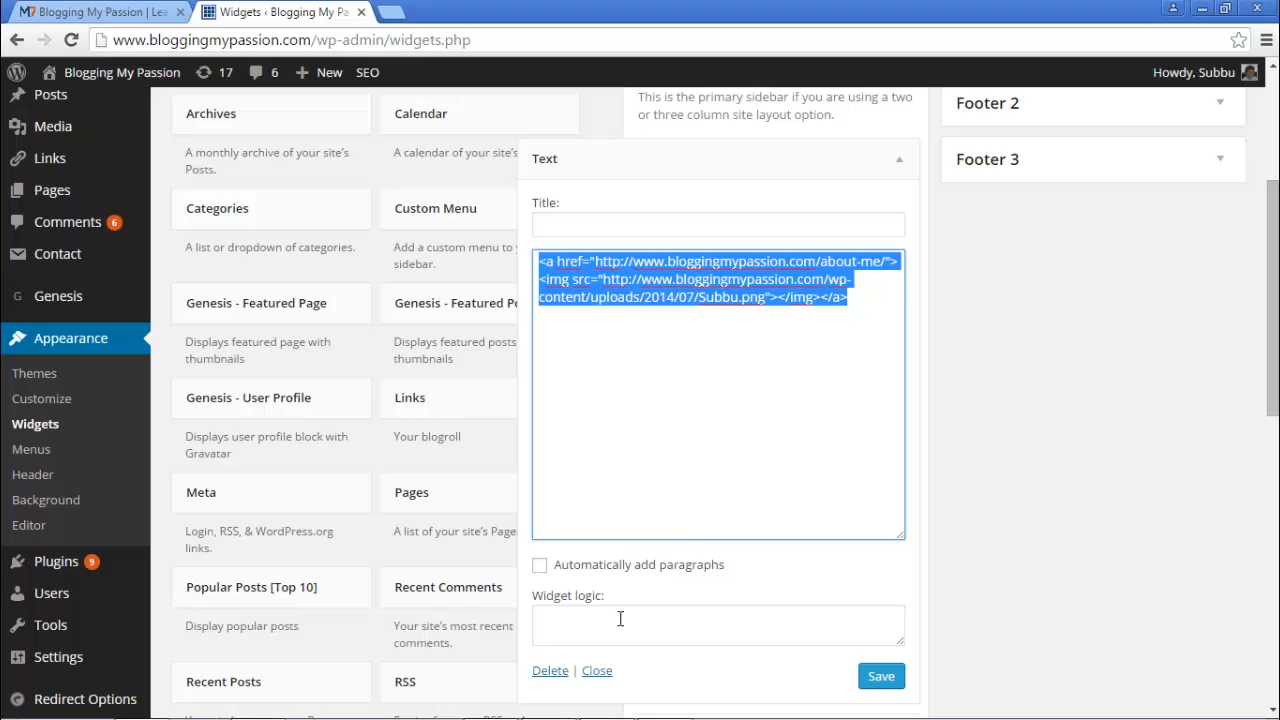 Blogging My Passion | Lea
Widgets ‹ Blogging My Pa
www.bloggingmypassion.com/wp-admin/widgets.php
Blogging My Passion 17 6 New SEO Howdy, Subbu
Posts
Media
Links
Pages
Comments 6
Contact
Genesis
Appearance
Themes
Customize
Widgets
Menus
Header
Background
Editor
Plugins 9
Users
Tools
Settings
Redirect Options
Archives
A monthly archive of your site's
Posts.
Categories
A list or dropdown of categories.
Genesis - Featured Page
Displays featured page with
thumbnails
Genesis - User Profile
Displays user profile block with
Gravatar
Meta
Login, RSS, & WordPress.org
links.
Popular Posts [Top 10]
Display popular posts
Recent Posts
Calendar
A calendar of your site's
Custom Menu
Add a custom menu to y
sidebar.
Genesis - Featured Po
Displays featured posts
thumbnails
Links
Your blogroll
Pages
A list of your site's Page
Recent Comments
Your site's most recent
comments.
RSS
This is the primary sidebar if you are using a two
or three column site layout option.
Text
Title:
<a href="http://www.bloggingmypassion.com/about-me/">
<img src="http://www.bloggingmypassion.com/wp-
content/uploads/2014/07/Subbu.png"></img></a>
Automatically add paragraphs
Widget logic:
Delete | Close
Save
Footer 2
Footer 3